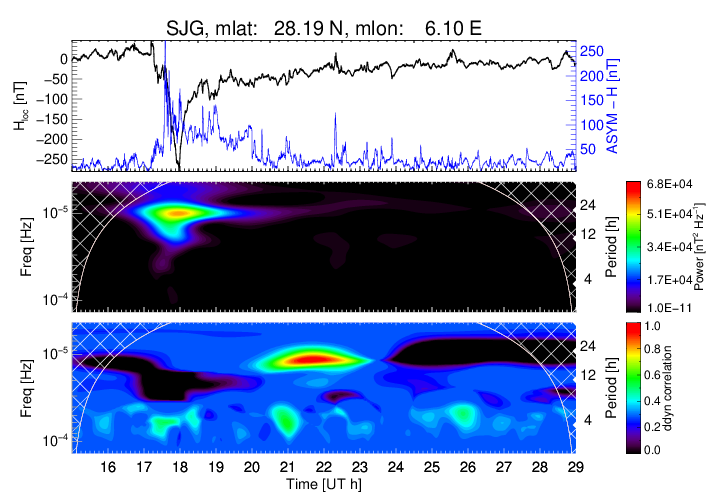 SJG, mlat: 28.19 N, mlon: 6.10 E
H_loc [nT]
0
−50
−100
−150
−200
−250
250
200
150
100
50
ASYM − H [nT]
Freq [Hz]
10⁻⁵
10⁻⁴
24
12
4
Period [h]
6.8E+04
5.1E+04
3.4E+04
1.7E+04
1.0E−11
Power [nT² Hz⁻¹]
Freq [Hz]
10⁻⁵
10⁻⁴
24
12
4
Period [h]
1.0
0.8
0.6
0.4
0.2
0.0
ddyn correlation
16 17 18 19 20 21 22 23 24 25 26 27 28 29
Time [UT h]